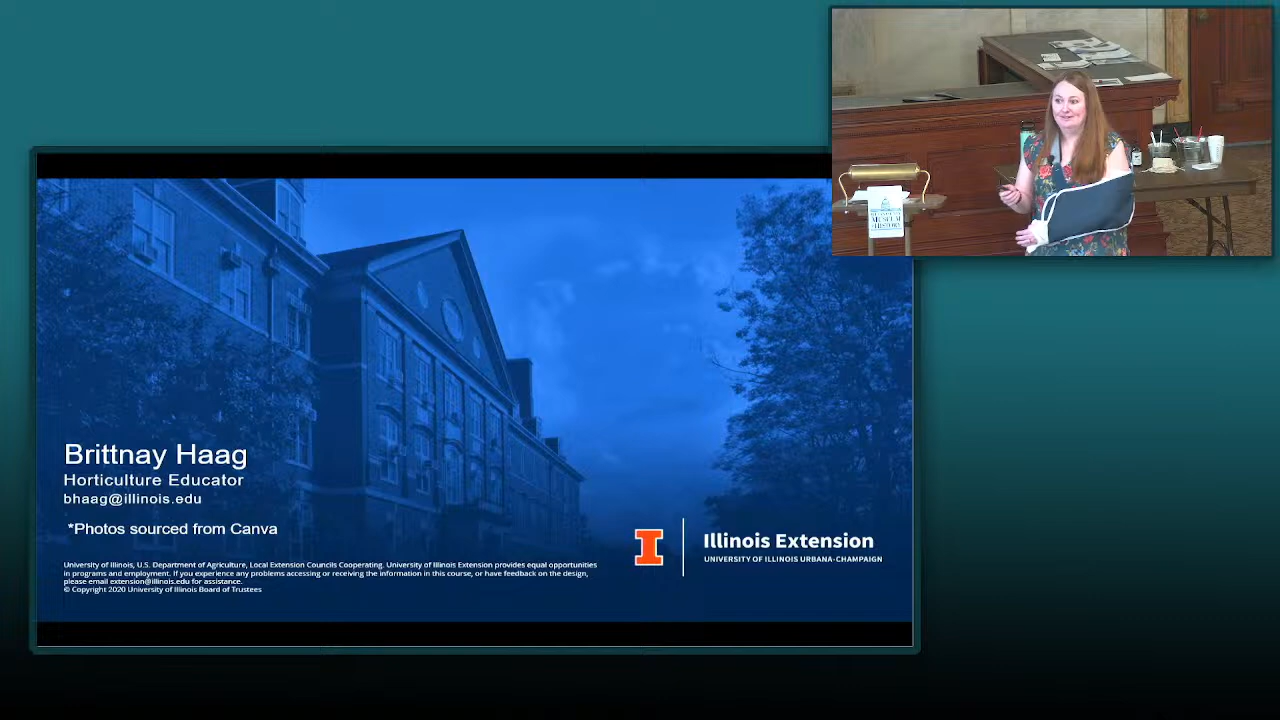 Brittnay Haag
Horticulture Educator
bhaag@illinois.edu
*Photos sourced from Canva
University of Illinois, U.S. Department of Agriculture, Local Extension Councils Cooperating. University of Illinois Extension provides equal opportunities
in programs and employment. If you experience any problems accessing or receiving the information in this course, or have feedback on the design,
please email extension@illinois.edu for assistance.
© Copyright 2020 University of Illinois Board of Trustees
I
Illinois Extension
UNIVERSITY OF ILLINOIS URBANA-CHAMPAIGN
MUSEUM
HISTORY